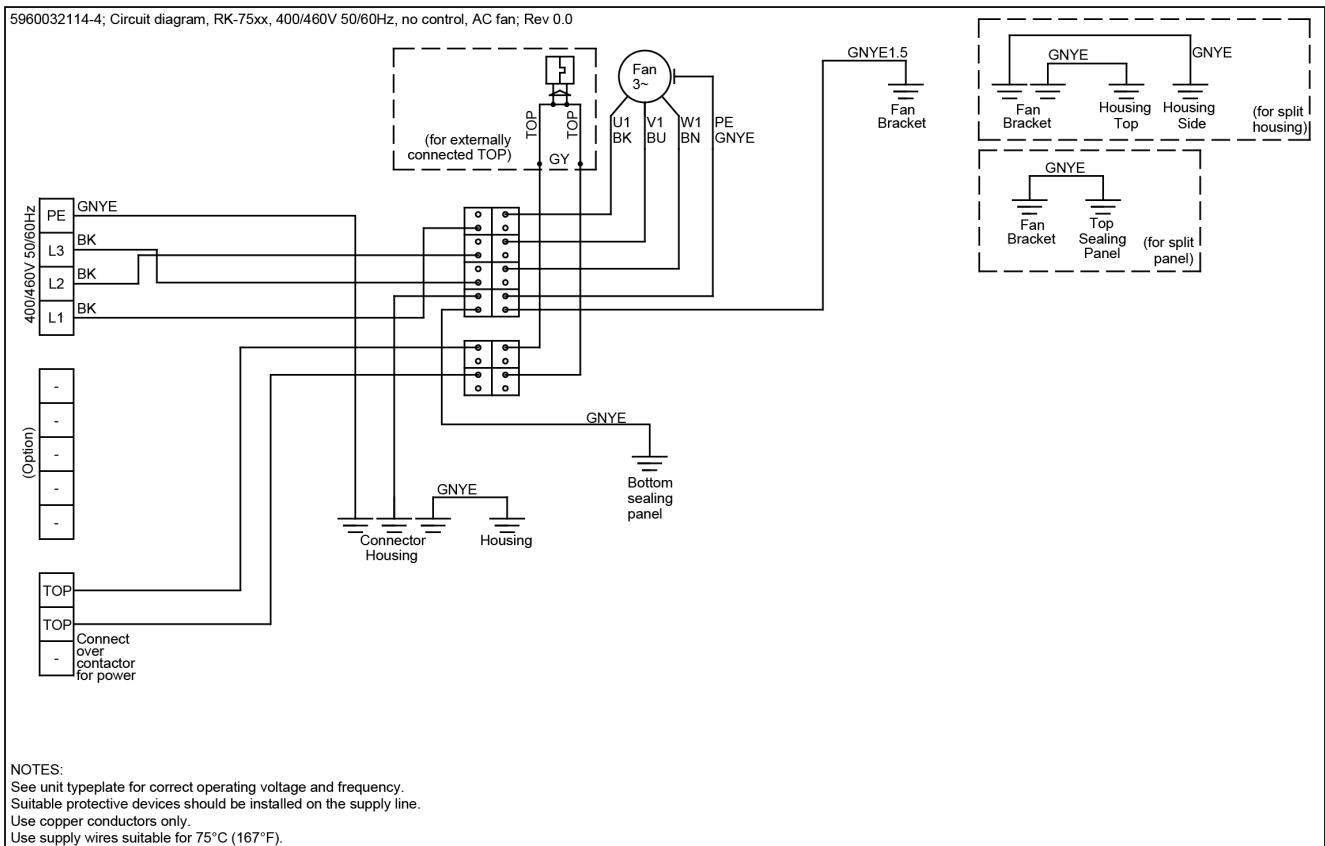 5960032114-4; Circuit diagram, RK-75xx, 400/460V 50/60Hz, no control, AC fan; Rev 0.0
(for externally
connected TOP)
TOP
TOP
GY
Fan
3~
U1
BK
V1
BU
W1
BN
PE
GNYE
GNYE1.5
Fan
Bracket
GNYE
GNYE
Fan
Bracket
Housing
Top
Housing
Side
(for split
housing)
GNYE
Fan
Bracket
Top
Sealing
Panel
(for split
panel)
400/460V 50/60Hz
PE
GNYE
L3
BK
L2
BK
L1
BK
(Option)
-
-
-
-
-
GNYE
Bottom
sealing
panel
GNYE
Connector
Housing
Housing
TOP
TOP
-
Connect
over
contactor
for power
NOTES:
See unit typeplate for correct operating voltage and frequency.
Suitable protective devices should be installed on the supply line.
Use copper conductors only.
Use supply wires suitable for 75°C (167°F).